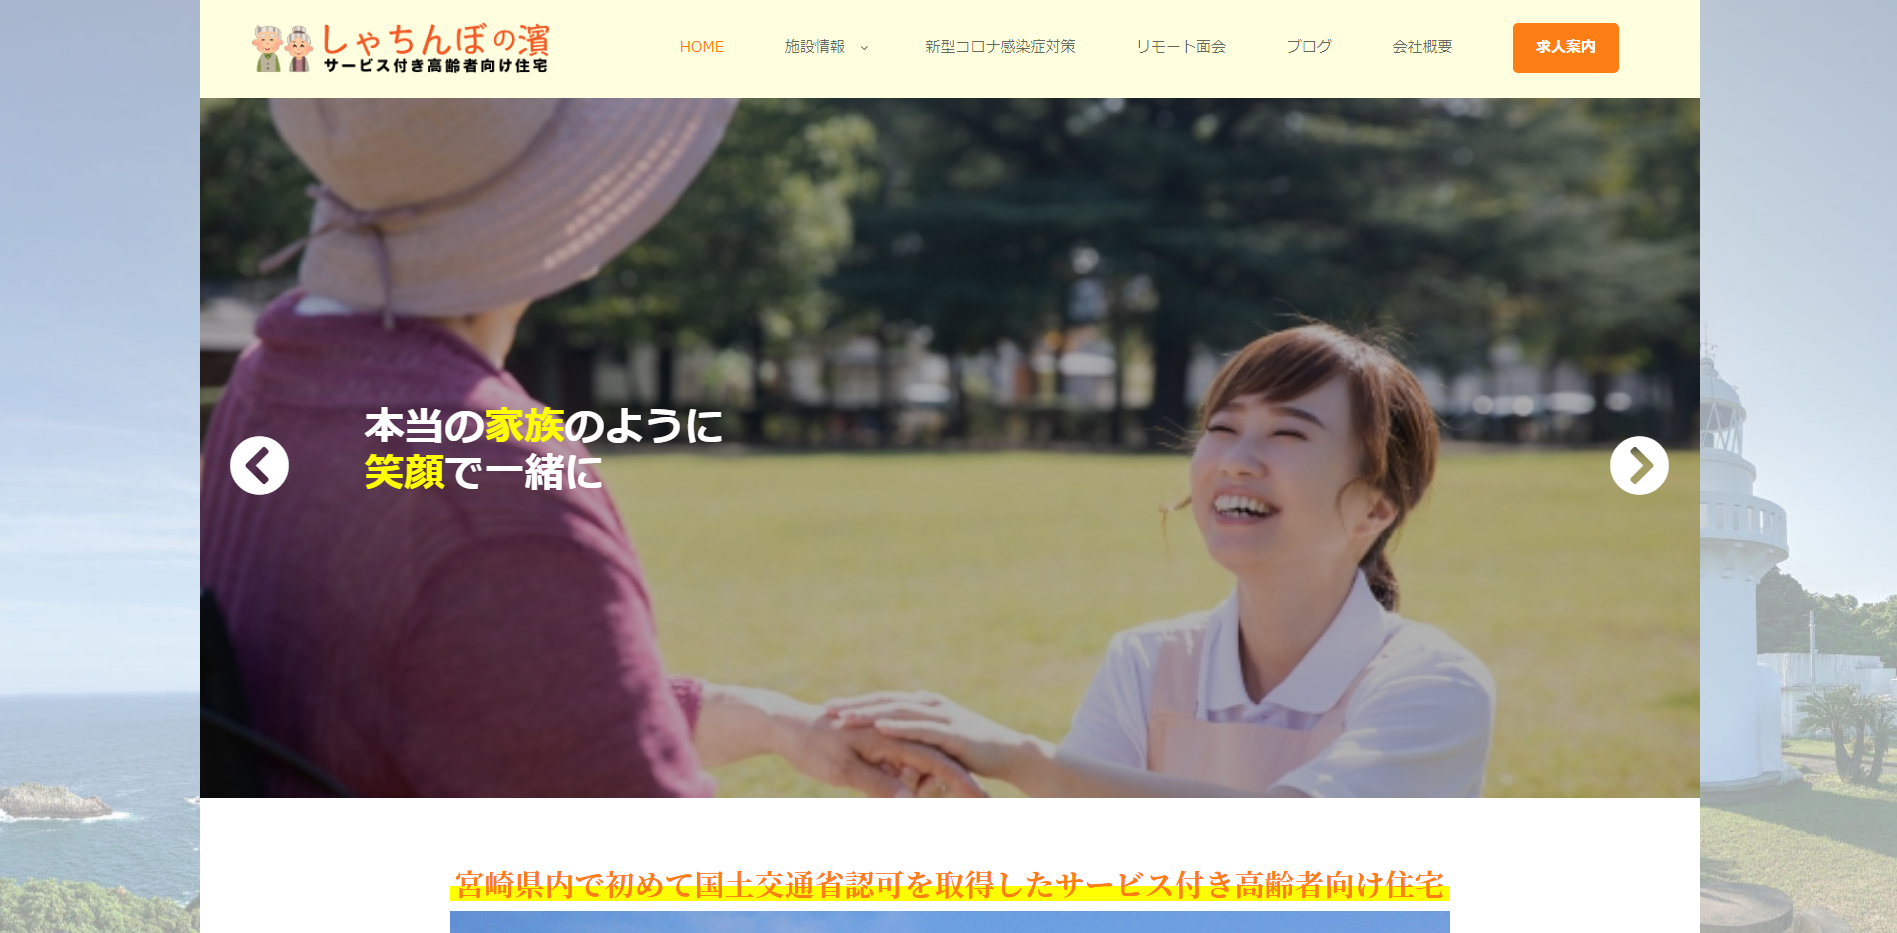 しゃちんぼの濱
サービス付き高齢者向け住宅
HOME
施設情報
新型コロナ感染症対策
リモート面会
ブログ
会社概要
求人案内
本当の家族のように
笑顔で一緒に
宮崎県内で初めて国土交通省認可を取得したサービス付き高齢者向け住宅